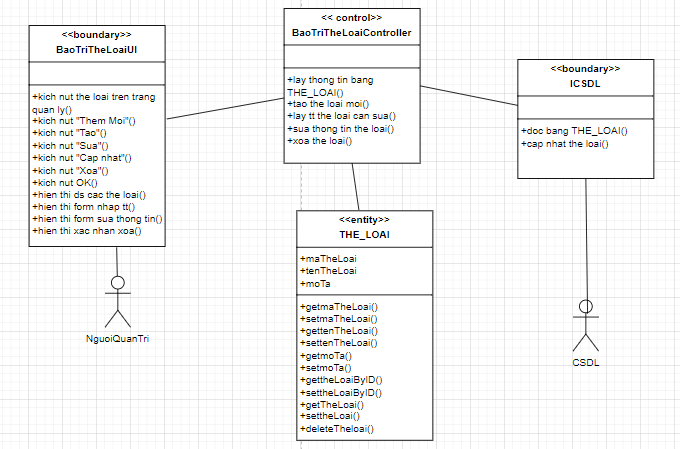 <<boundary>>
BaoTriTheLoaiUI
+kich nut the loai tren trang
quan ly()
+kich nut "Them Moi"()
+kich nut "Tao"()
+kich nut "Sua"()
+kich nut "Cap nhat"()
+kich nut "Xoa"()
+kich nut OK()
+hien thi ds cac the loai()
+hien thi form nhap tt()
+hien thi form sua thong tin()
+hien thi xac nhan xoa()
NguoiQuanTri
<< control>>
BaoTriTheLoaiController
+lay thong tin bang
THE_LOAI()
+tao the loai moi()
+lay tt the loai can sua()
+sua thong tin the loai()
+xoa the loai()
<<entity>>
THE_LOAI
+maTheLoai
+tenTheLoai
+moTa
+getmaTheLoai()
+setmaTheLoai()
+gettenTheLoai()
+settenTheLoai()
+getmoTa()
+setmoTa()
+gettheLoaiByID()
+settheLoaiByID()
+getTheLoai()
+settheLoai()
+deleteTheloai()
<<boundary>>
ICSDL
+doc bang THE_LOAI()
+cap nhat the loai()
CSDL